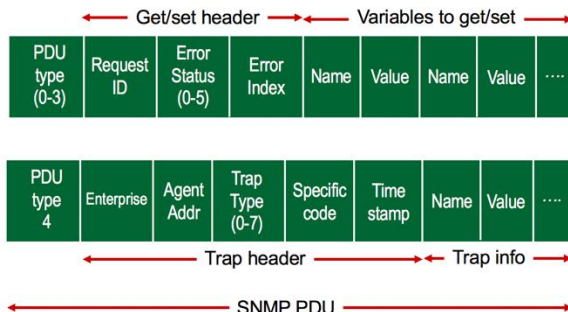 Get/set header Variables to get/set
PDU type (0-3) Request ID Error Status (0-5) Error Index Name Value Name Value ....
PDU type 4 Enterprise Agent Addr Trap Type (0-7) Specific code Time stamp Name Value ....
Trap header Trap info
SNMP PDU